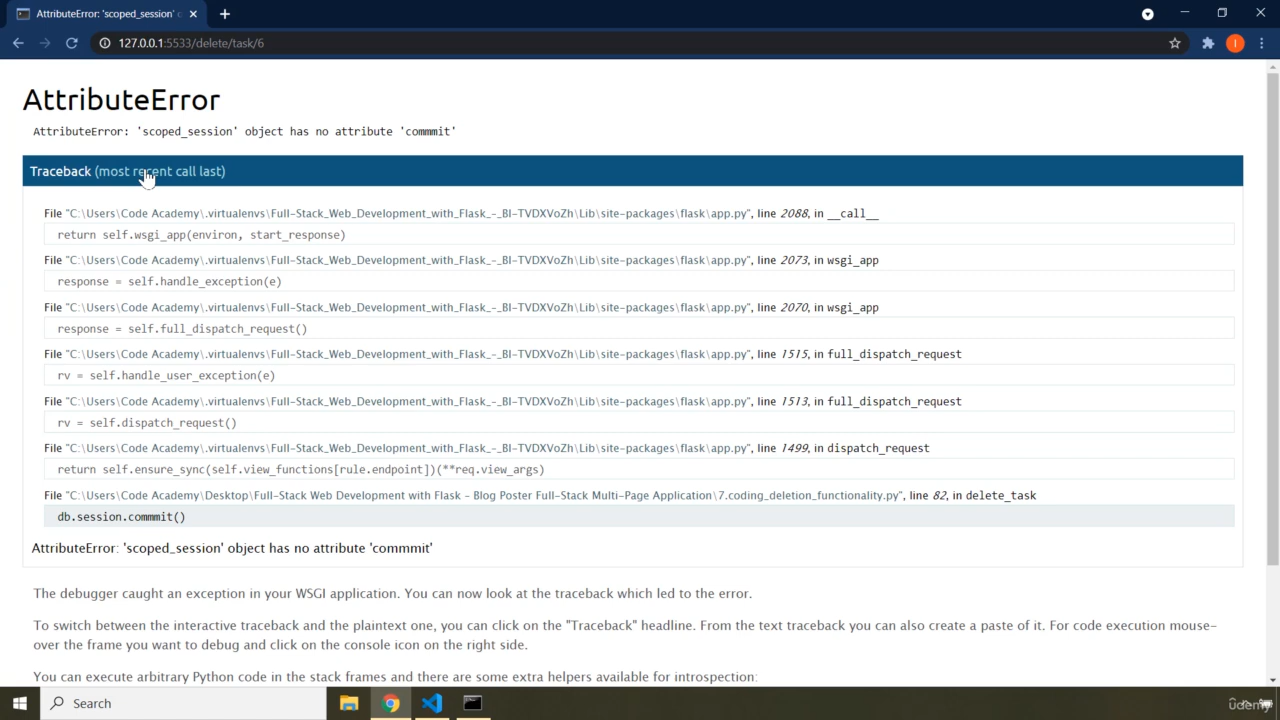 AttributeError: 'scoped_session' o
127.0.0.1:5533/delete/task/6
I
AttributeError
AttributeError: 'scoped_session' object has no attribute 'commmit'
Traceback (most recent call last)
File "C:\Users\Code Academy\.virtualenvs\Full-Stack_Web_Development_with_Flask_-_Bl-TVDXVoZh\Lib\site-packages\flask\app.py", line 2088, in __call__
return self.wsgi_app(environ, start_response)
File "C:\Users\Code Academy\.virtualenvs\Full-Stack_Web_Development_with_Flask_-_Bl-TVDXVoZh\Lib\site-packages\flask\app.py", line 2073, in wsgi_app
response = self.handle_exception(e)
File "C:\Users\Code Academy\.virtualenvs\Full-Stack_Web_Development_with_Flask_-_Bl-TVDXVoZh\Lib\site-packages\flask\app.py", line 2070, in wsgi_app
response = self.full_dispatch_request()
File "C:\Users\Code Academy\.virtualenvs\Full-Stack_Web_Development_with_Flask_-_Bl-TVDXVoZh\Lib\site-packages\flask\app.py", line 1515, in full_dispatch_request
rv = self.handle_user_exception(e)
File "C:\Users\Code Academy\.virtualenvs\Full-Stack_Web_Development_with_Flask_-_Bl-TVDXVoZh\Lib\site-packages\flask\app.py", line 1513, in full_dispatch_request
rv = self.dispatch_request()
File "C:\Users\Code Academy\.virtualenvs\Full-Stack_Web_Development_with_Flask_-_Bl-TVDXVoZh\Lib\site-packages\flask\app.py", line 1499, in dispatch_request
return self.ensure_sync(self.view_functions[rule.endpoint])(**req.view_args)
File "C:\Users\Code Academy\Desktop\Full-Stack Web Development with Flask - Blog Poster Full-Stack Multi-Page Application\7.coding_deletion_functionality.py", line 82, in delete_task
db.session.commmit()
AttributeError: 'scoped_session' object has no attribute 'commmit'
The debugger caught an exception in your WSGI application. You can now look at the traceback which led to the error.
To switch between the interactive traceback and the plaintext one, you can click on the "Traceback" headline. From the text traceback you can also create a paste of it. For code execution mouse-
over the frame you want to debug and click on the console icon on the right side.
You can execute arbitrary Python code in the stack frames and there are some extra helpers available for introspection:
Search
udemy